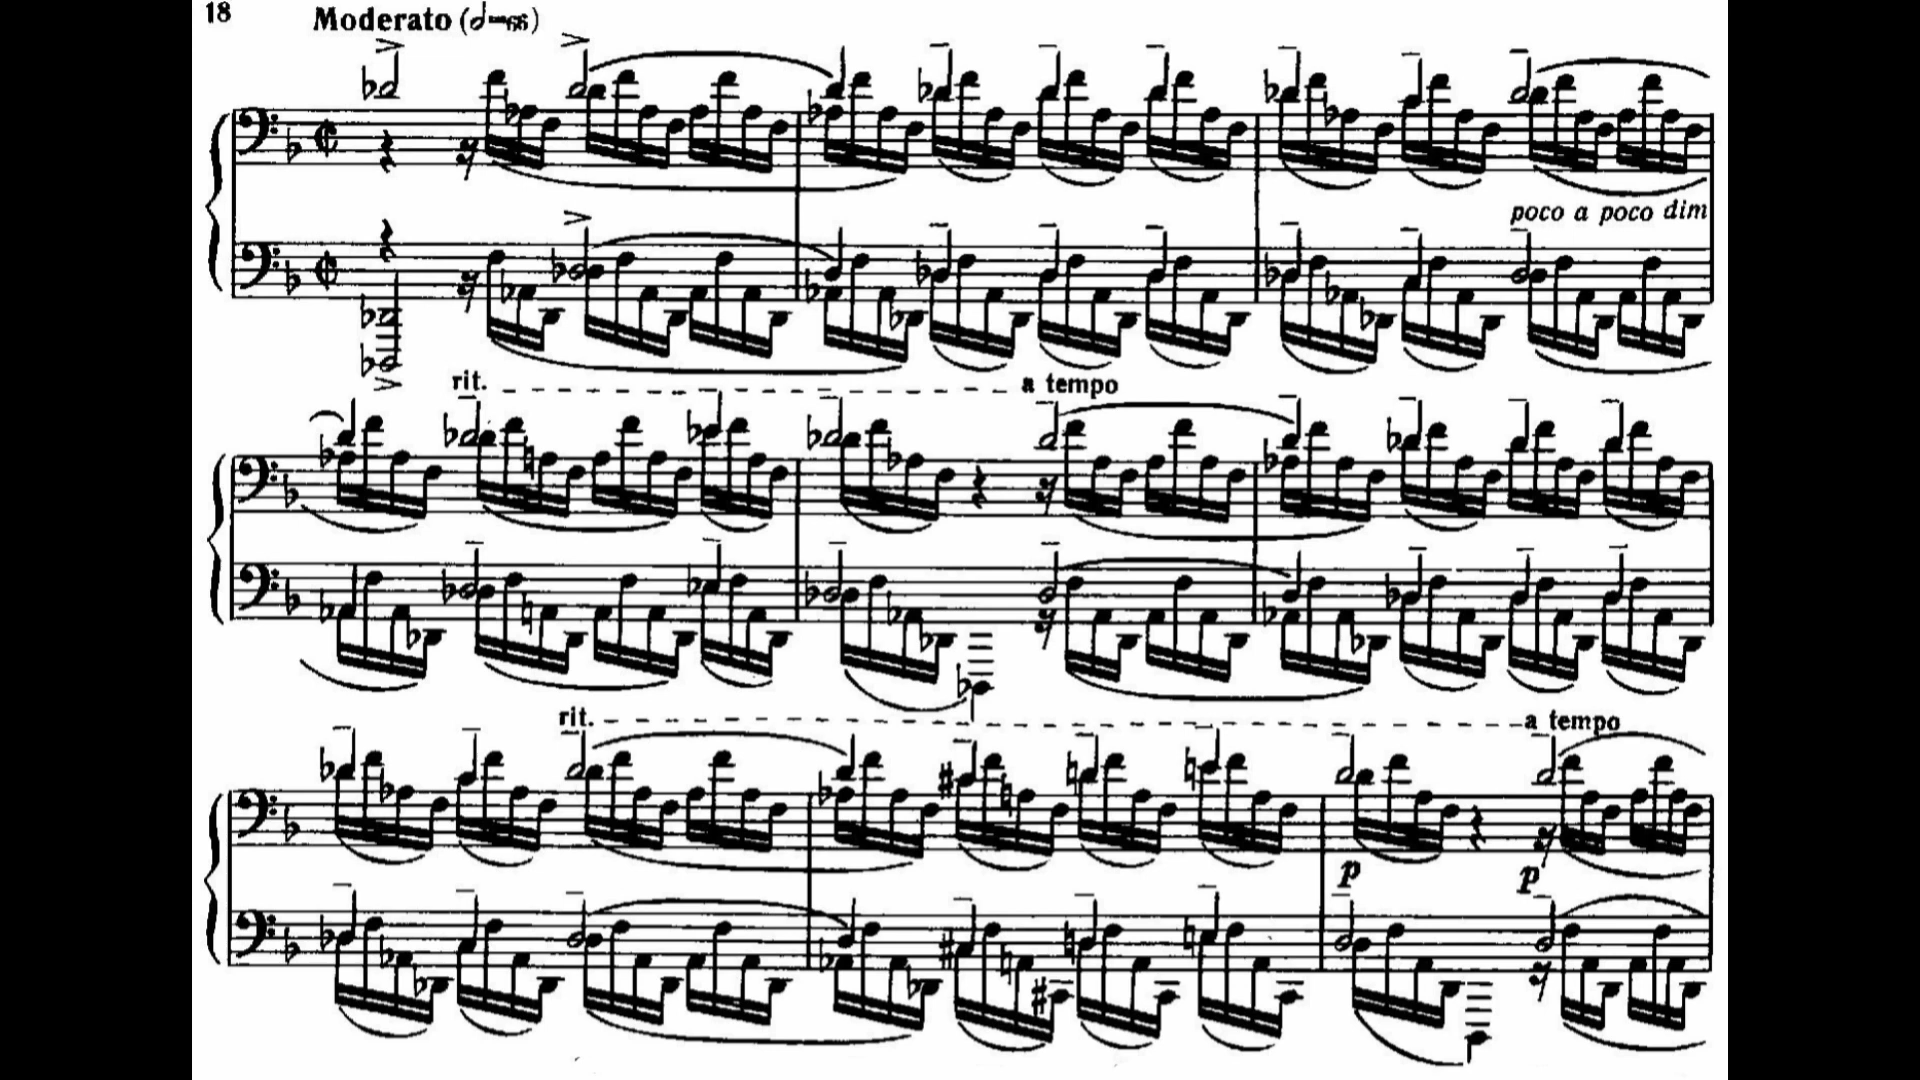 18 Moderato (𝅗𝅥=66)
poco a poco dim
rit. a tempo
rit. a tempo
p p